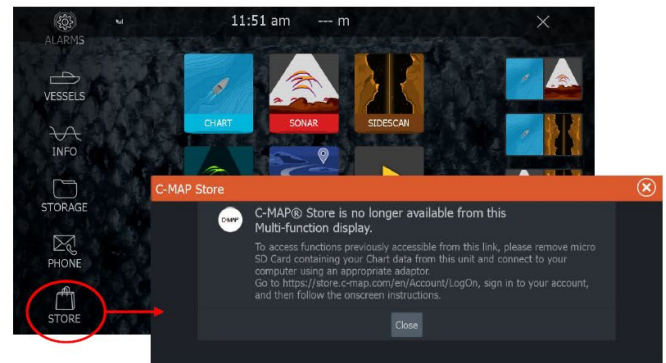 11:51 am --- m
ALARMS
VESSELS
INFO
STORAGE
PHONE
STORE
CHART
SONAR
SIDESCAN
C-MAP Store
C-MAP
C-MAP® Store is no longer available from this
Multi-function display.
To access functions previously accessible from this link, please remove micro
SD Card containing your Chart data from this unit and connect to your
computer using an appropriate adaptor.
Go to https://store.c-map.com/en/Account/LogOn, sign in to your account,
and then follow the onscreen instructions.
Close